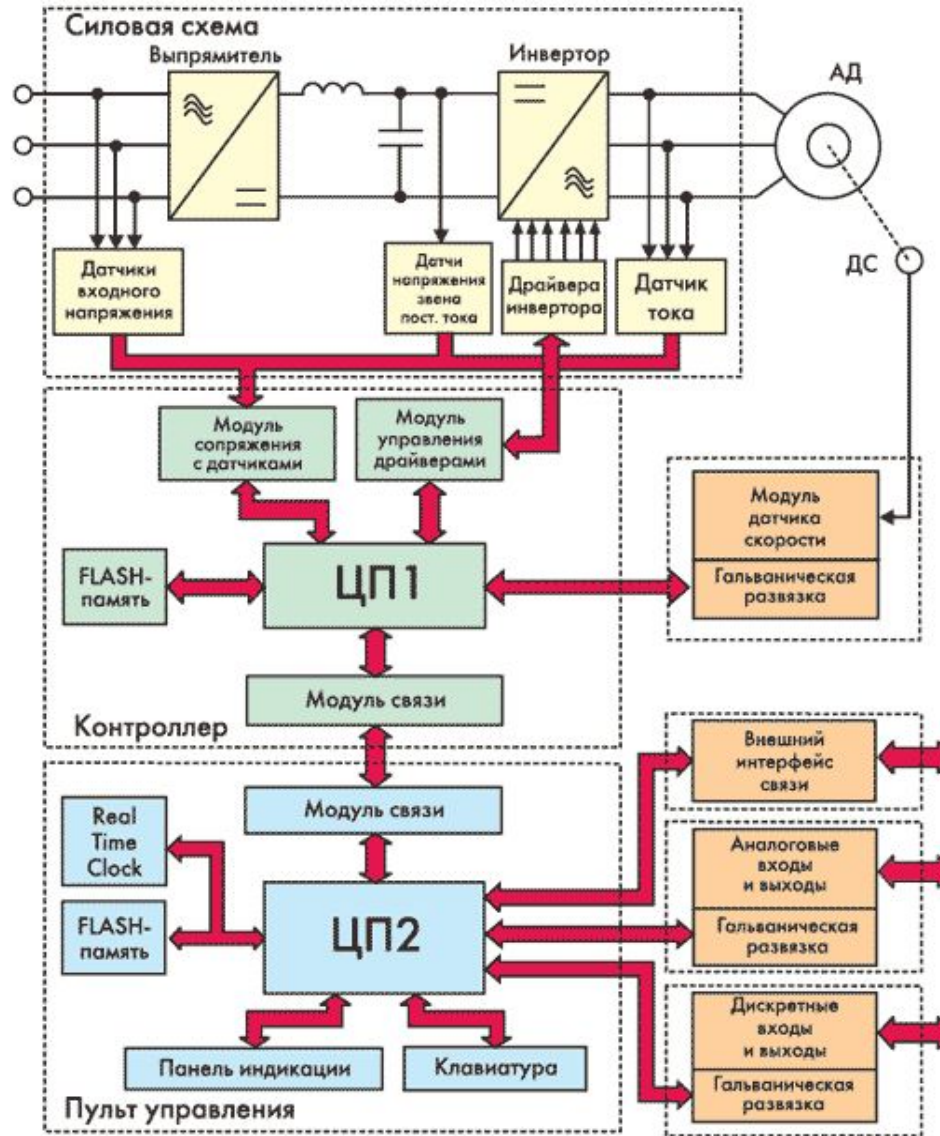 Силовая схема
Выпрямитель
Инвертор
АД
ДС
Датчики
входного
напряжения
Датчи
напряжения
звена
пост. тока
Драйвера
инвертора
Датчик
тока
Модуль
сопряжения
с датчиками
Модуль
управления
драйверами
Модуль
датчика
скорости
Гальваническая
развязка
FLASH-
память
ЦП1
Модуль связи
Контроллер
Внешний
интерфейс
связи
Real
Time
Clock
Модуль связи
Аналоговые
входы
и выходы
Гальваническая
развязка
FLASH-
память
ЦП2
Дискретные
входы
и выходы
Гальваническая
развязка
Панель индикации
Клавиатура
Пульт управления